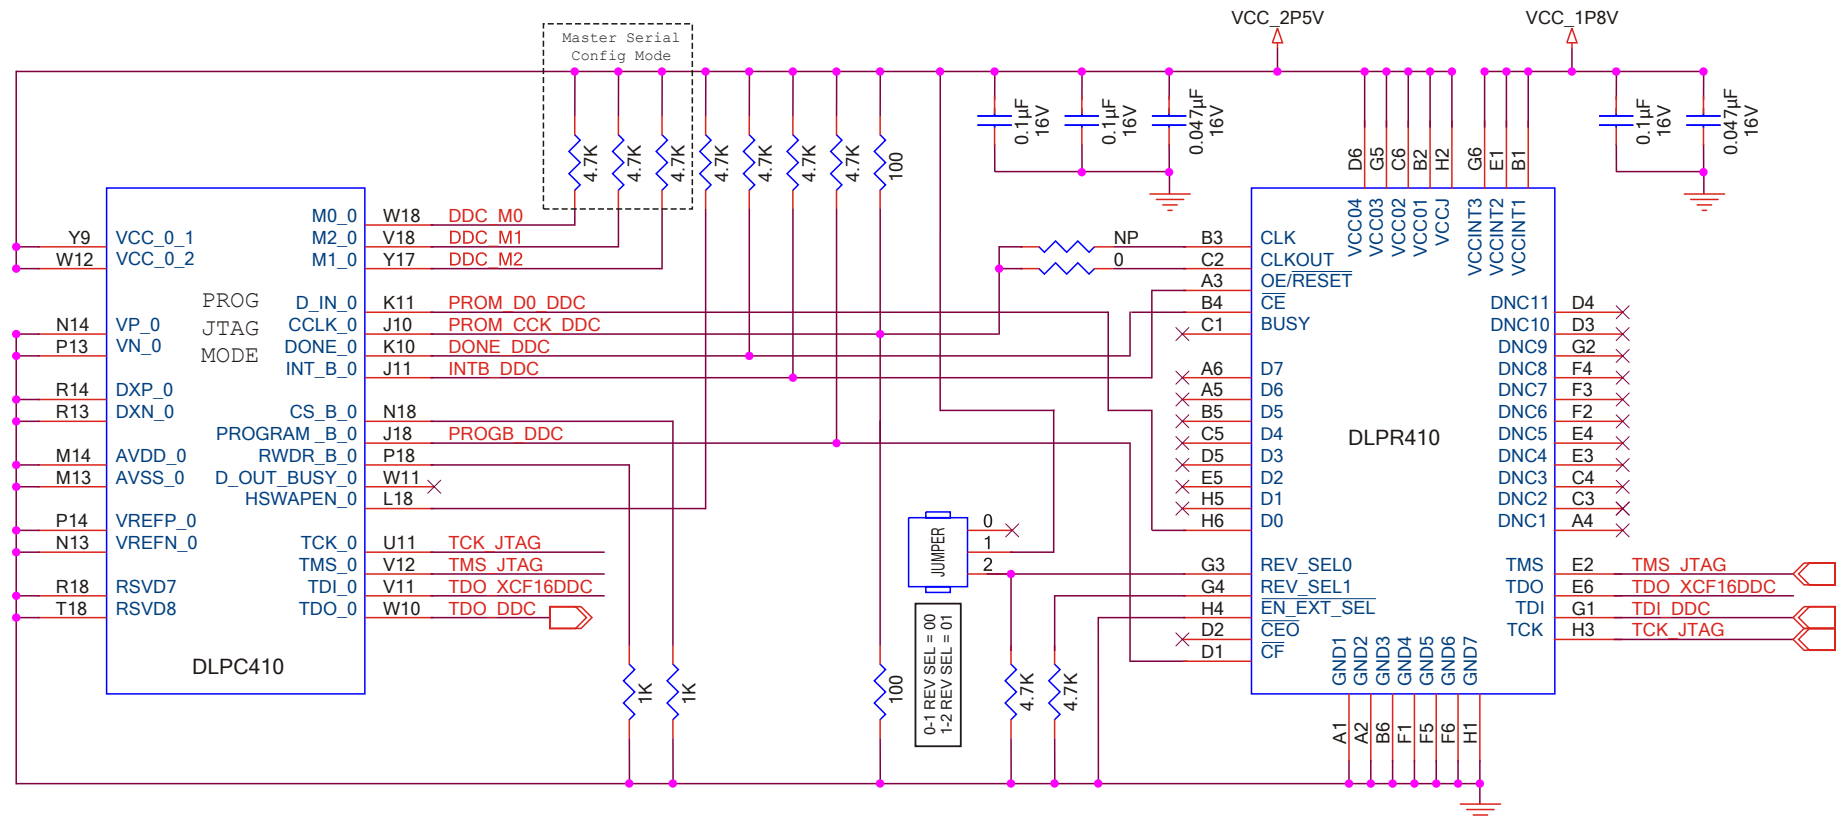 VCC_2P5V
VCC_1P8V
Master Serial
Config Mode
4.7K
4.7K
4.7K
4.7K
4.7K
4.7K
4.7K
100
0.1µF
16V
0.1µF
16V
0.047µF
16V
0.1µF
16V
0.047µF
16V
D6
G5
C6
B2
H2
G6
E1
B1
VCC04
VCC03
VCC02
VCC01
VCCJ
VCCINT3
VCCINT2
VCCINT1
Y9 VCC_0_1
W12 VCC_0_2
N14 VP_0
P13 VN_0
R14 DXP_0
R13 DXN_0
M14 AVDD_0
M13 AVSS_0
P14 VREFP_0
N13 VREFN_0
R18 RSVD7
T18 RSVD8
PROG
JTAG
MODE
DLPC410
M0_0 W18 DDC_M0
M2_0 V18 DDC_M1
M1_0 Y17 DDC_M2
D_IN_0 K11 PROM_D0_DDC
CCLK_0 J10 PROM_CCK_DDC
DONE_0 K10 DONE_DDC
INT_B_0 J11 INTB_DDC
CS_B_0 N18
PROGRAM _B_0 J18 PROGB_DDC
RWDR_B_0 P18
D_OUT_BUSY_0 W11
HSWAPEN_0 L18
TCK_0 U11 TCK_JTAG
TMS_0 V12 TMS_JTAG
TDI_0 V11 TDO_XCF16DDC
TDO_0 W10 TDO_DDC
1K
1K
100
JUMPER
0
1
2
0-1 REV SEL = 00
1-2 REV SEL = 01
4.7K
4.7K
NP B3 CLK
0 C2 CLKOUT
A3 OE/RESET
B4 CE
C1 BUSY
A6 D7
A5 D6
B5 D5
C5 D4
D5 D3
E5 D2
H5 D1
H6 D0
G3 REV_SEL0
G4 REV_SEL1
H4 EN_EXT_SEL
D2 CEO
D1 CF
DLPR410
DNC11 D4
DNC10 D3
DNC9 G2
DNC8 F4
DNC7 F3
DNC6 F2
DNC5 E4
DNC4 E3
DNC3 C4
DNC2 C3
DNC1 A4
TMS E2 TMS_JTAG
TDO E6 TDO_XCF16DDC
TDI G1 TDI_DDC
TCK H3 TCK_JTAG
GND1
GND2
GND3
GND4
GND5
GND6
GND7
A1
A2
B6
F1
F5
F6
H1